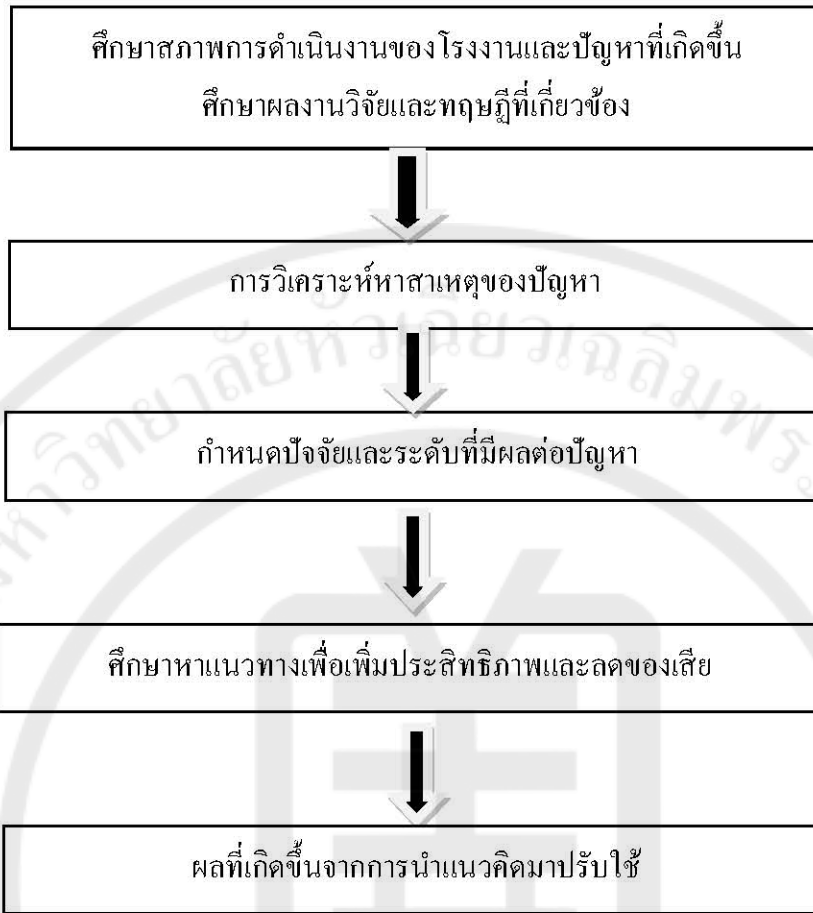 ศึกษาสภาพการดำเนินงานของโรงงานและปัญหาที่เกิดขึ้น
ศึกษาผลงานวิจัยและทฤษฎีที่เกี่ยวข้อง
การวิเคราะห์หาสาเหตุของปัญหา
กำหนดปัจจัยและระดับที่มีผลต่อปัญหา
ศึกษาหาแนวทางเพื่อเพิ่มประสิทธิภาพและลดของเสีย
ผลที่เกิดขึ้นจากการนำแนวคิดมาปรับใช้